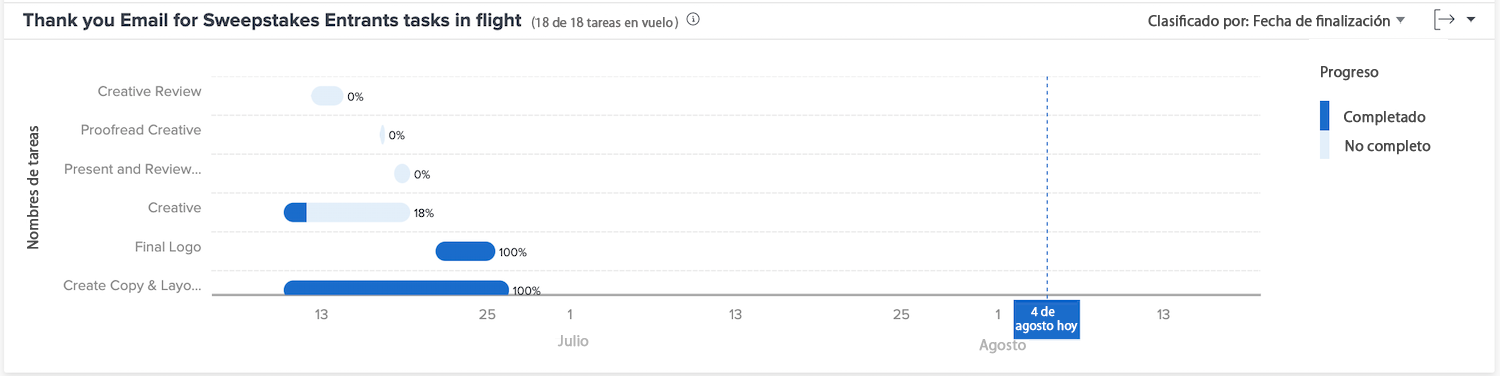 Thank you Email for Sweepstakes Entrants tasks in flight (18 de 18 tareas en vuelo)
Clasificado por: Fecha de finalización
Progreso
Completado
No completo
Nombres de tareas
Creative Review 0%
Proofread Creative 0%
Present and Review... 0%
Creative 18%
Final Logo 100%
Create Copy & Layo... 100%
13 25 1 13 25 1 13
4 de
agosto hoy
Julio Agosto